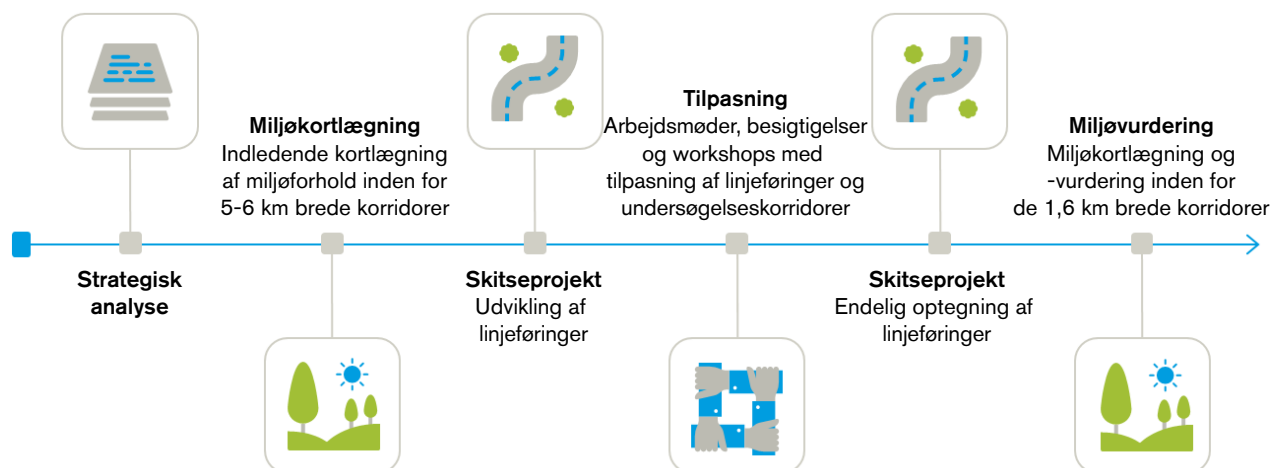 Strategisk
analyse
Miljøkortlægning
Indledende kortlægning
af miljøforhold inden for
5-6 km brede korridorer
Skitseprojekt
Udvikling af
linjeføringer
Tilpasning
Arbejdsmøder, besigtigelser
og workshops med
tilpasning af linjeføringer og
undersøgelseskorridorer
Skitseprojekt
Endelig optegning af
linjeføringer
Miljøvurdering
Miljøkortlægning og
-vurdering inden for
de 1,6 km brede korridorer